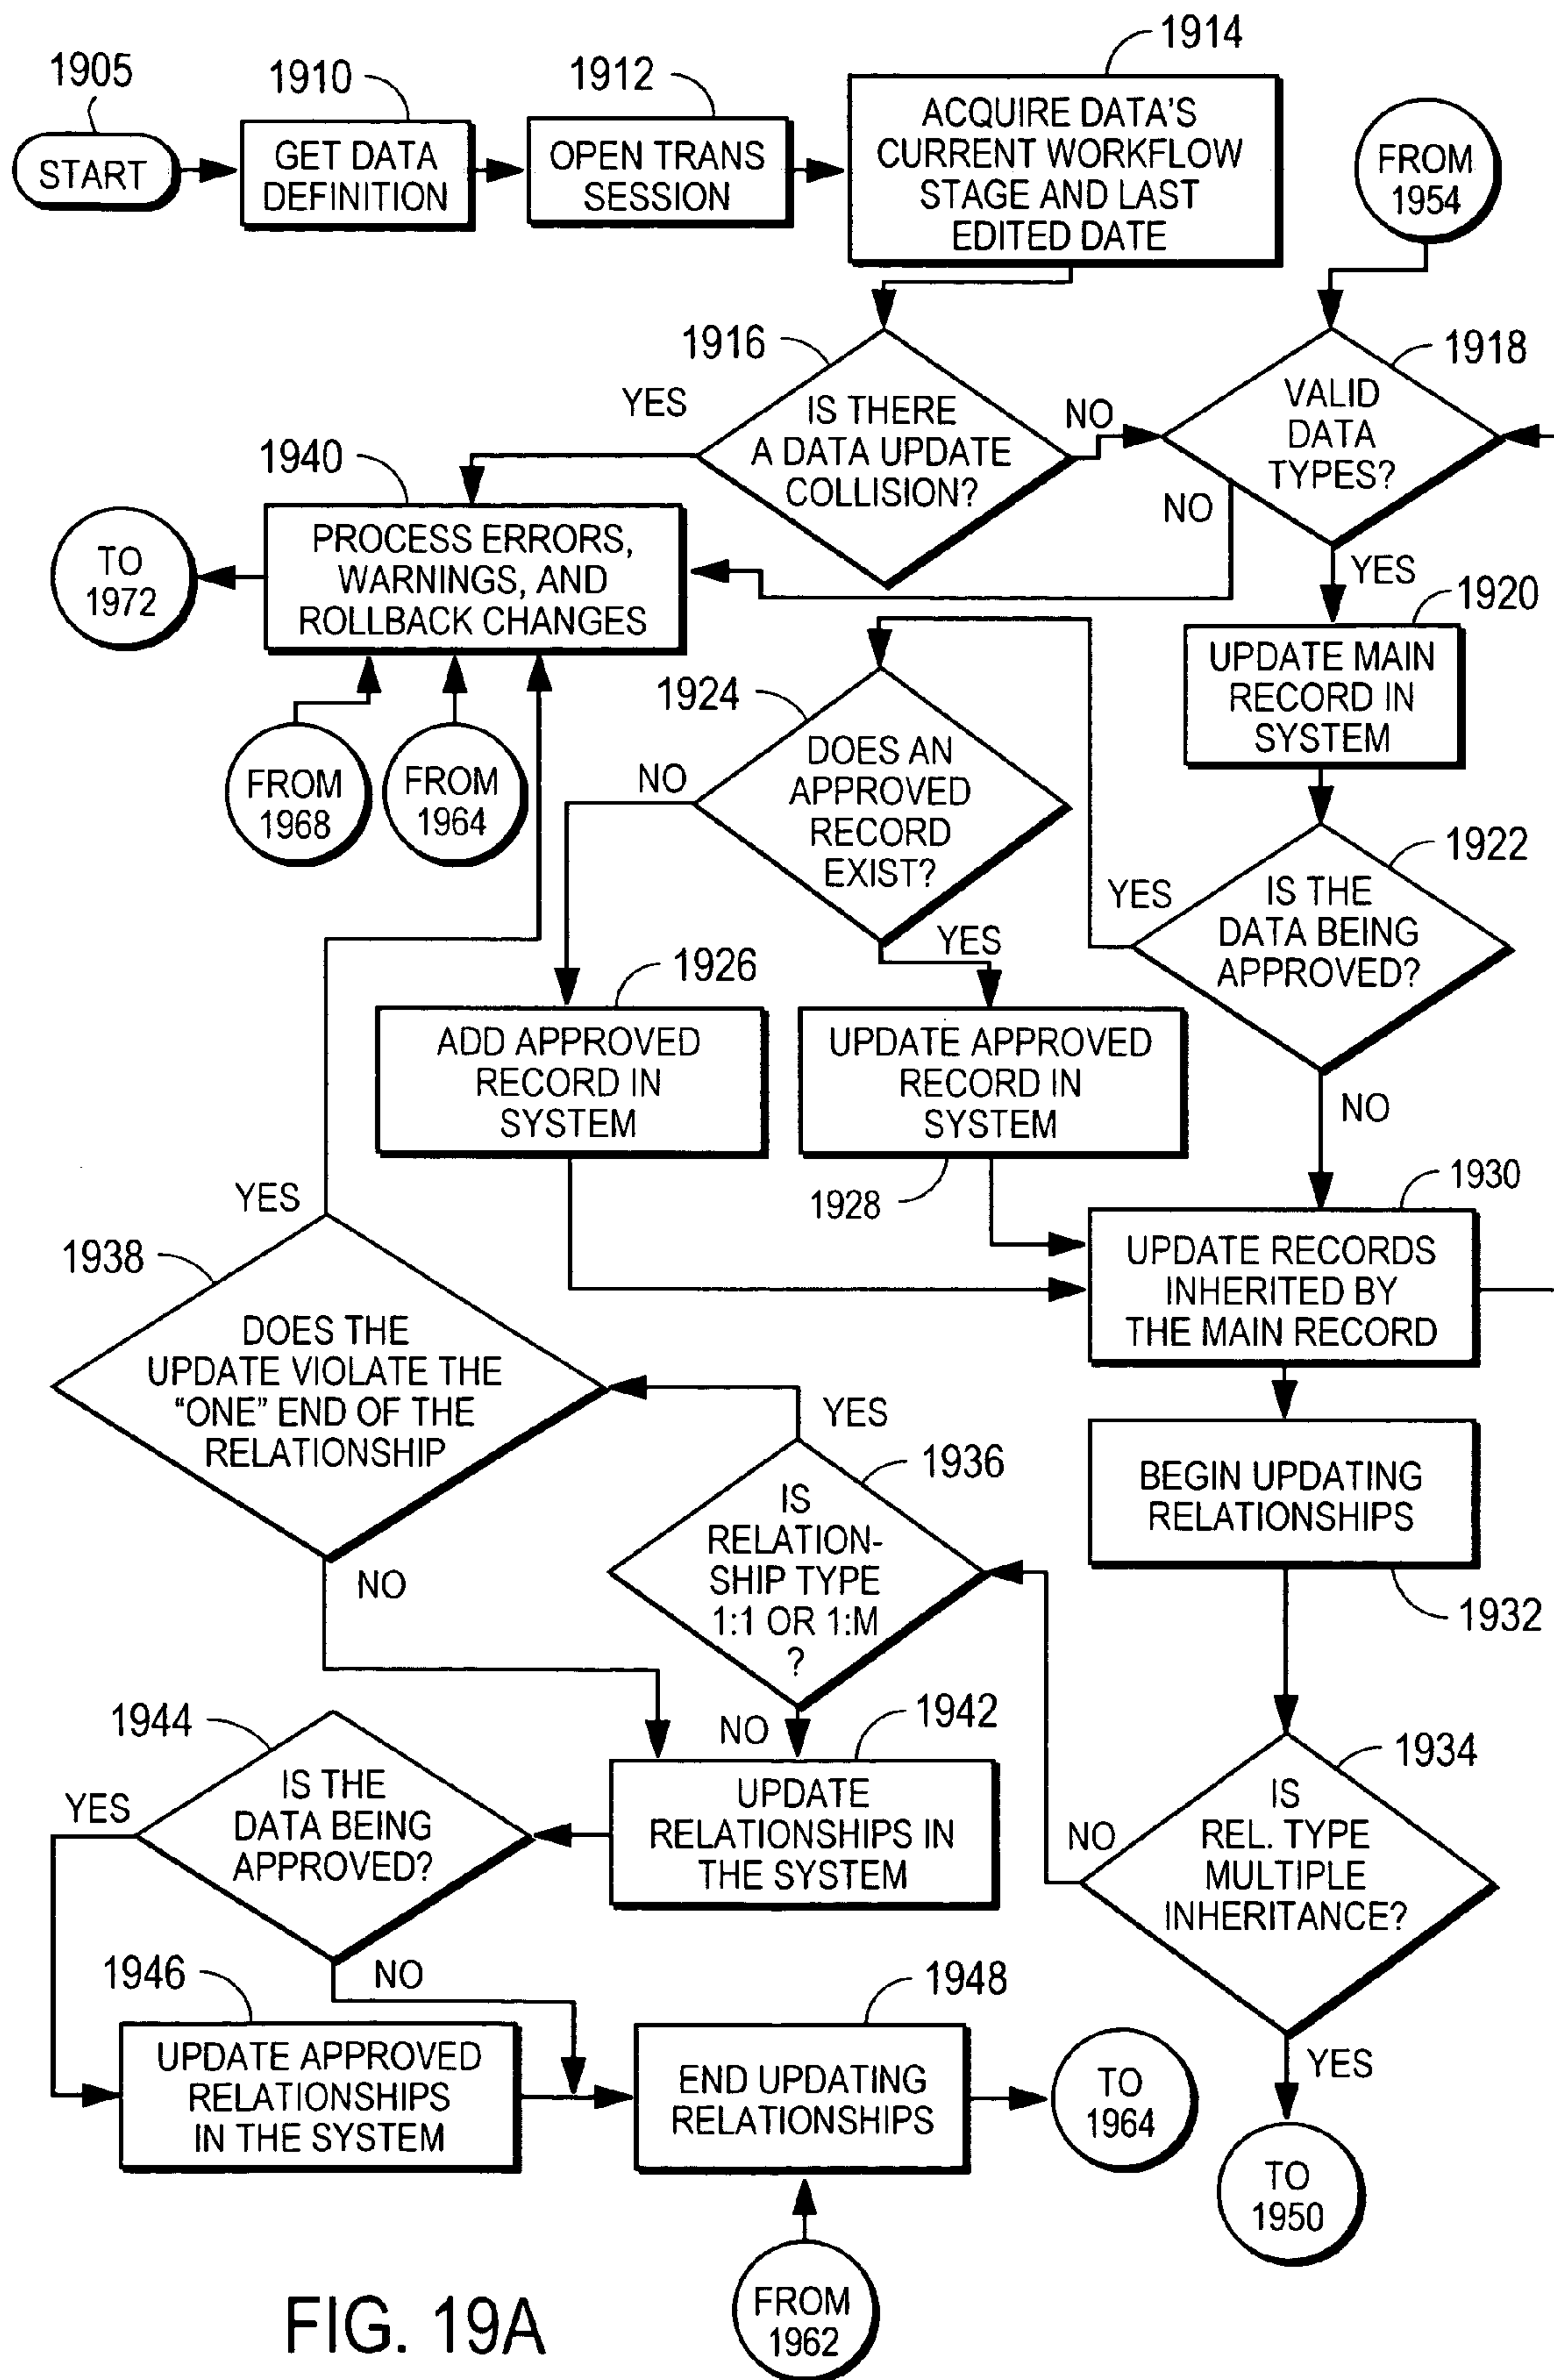 1905
START
1910
GET DATA
DEFINITION
1912
OPEN TRANS
SESSION
1914
ACQUIRE DATA'S
CURRENT WORKFLOW
STAGE AND LAST
EDITED DATE
FROM
1954
1916
YES
IS THERE
A DATA UPDATE
COLLISION?
NO
1918
VALID
DATA
TYPES?
NO
YES
1940
PROCESS ERRORS,
WARNINGS, AND
ROLLBACK CHANGES
TO
1972
FROM
1968
FROM
1964
1920
UPDATE MAIN
RECORD IN
SYSTEM
1924
DOES AN
APPROVED
RECORD
EXIST?
NO
YES
1922
YES
IS THE
DATA BEING
APPROVED?
NO
1926
ADD APPROVED
RECORD IN
SYSTEM
UPDATE APPROVED
RECORD IN
SYSTEM
1928
1930
UPDATE RECORDS
INHERITED BY
THE MAIN RECORD
YES
1938
DOES THE
UPDATE VIOLATE THE
“ONE” END OF THE
RELATIONSHIP
NO
YES
1936
IS
RELATION-
SHIP TYPE
1:1 OR 1:M
?
NO
BEGIN UPDATING
RELATIONSHIPS
1932
1934
IS
REL. TYPE
MULTIPLE
INHERITANCE?
NO
YES
1942
UPDATE
RELATIONSHIPS IN
THE SYSTEM
1944
YES
IS THE
DATA BEING
APPROVED?
NO
1946
UPDATE APPROVED
RELATIONSHIPS
IN THE SYSTEM
1948
END UPDATING
RELATIONSHIPS
TO
1964
TO
1950
FROM
1962
FIG. 19A